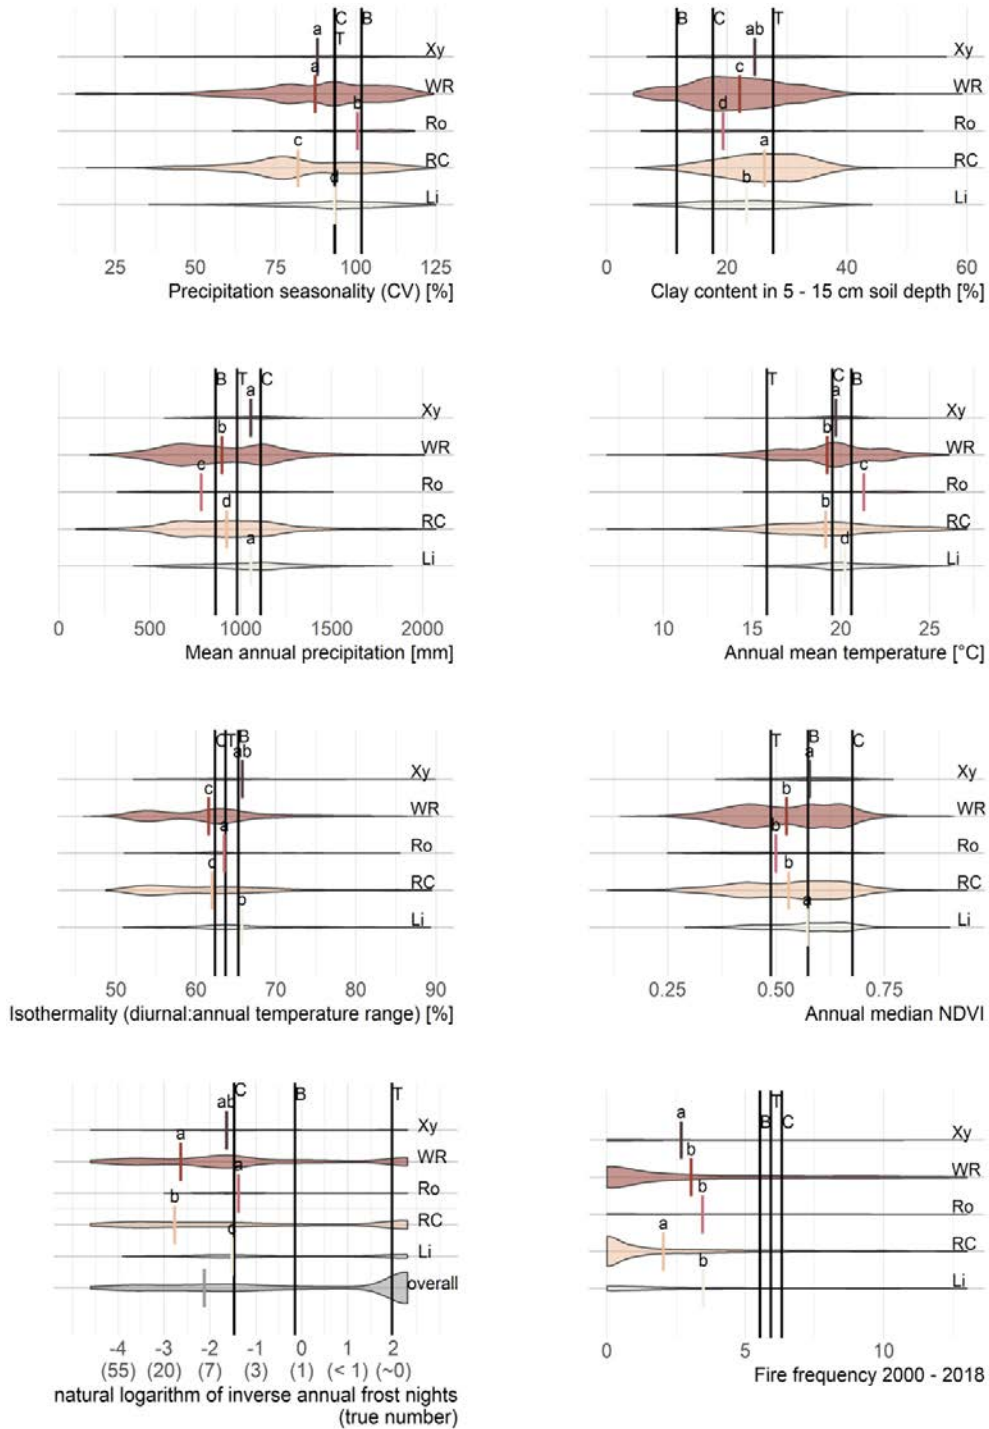 C B
a T
Xy
a
WR
b
Ro
c
RC
d
Li
25 50 75 100 125
Precipitation seasonality (CV) [%]
B C T
ab
Xy
c
WR
d
Ro
a
RC
b
Li
0 20 40 60
Clay content in 5 - 15 cm soil depth [%]
B T C
a
Xy
b
WR
c
Ro
d
RC
a
Li
0 500 1000 1500 2000
Mean annual precipitation [mm]
T C B
a
Xy
b
WR
c
Ro
b
RC
d
Li
10 15 20 25
Annual mean temperature [°C]
C T B
ab
Xy
c
WR
a
Ro
c
RC
b
Li
50 60 70 80 90
Isothermality (diurnal:annual temperature range) [%]
T B C
a
Xy
b
WR
b
Ro
b
RC
a
Li
0.25 0.50 0.75
Annual median NDVI
C B T
ab
Xy
a
WR
a
Ro
b
RC
c
Li
overall
-4 -3 -2 -1 0 1 2
(55) (20) (7) (3) (1) (< 1) (~0)
natural logarithm of inverse annual frost nights
(true number)
T
a
B C
Xy
b
WR
b
Ro
a
RC
b
Li
0 5 10
Fire frequency 2000 - 2018